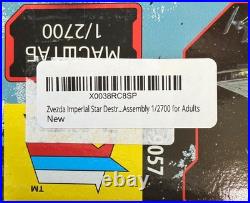 МАСШТАБ
1/2700
X0038RC8SP
Zvezda Imperial Star Destr...Assembly 1/2700 for Adults
New
057
TM